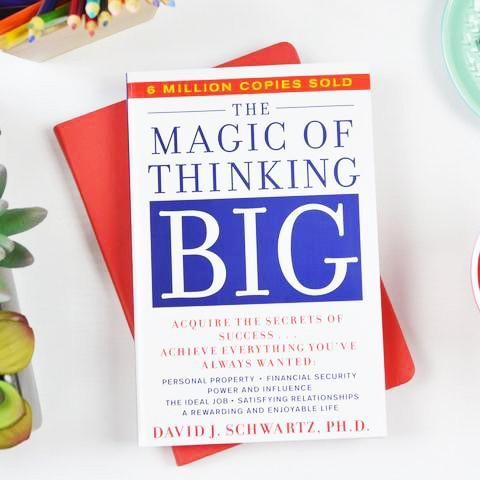 6 MILLION COPIES SOLD
THE
MAGIC OF
THINKING
BIG
ACQUIRE THE SECRETS OF
SUCCESS . . .
ACHIEVE EVERYTHING YOU'VE
ALWAYS WANTED:
PERSONAL PROPERTY • FINANCIAL SECURITY
POWER AND INFLUENCE
THE IDEAL JOB • SATISFYING RELATIONSHIPS
A REWARDING AND ENJOYABLE LIFE
DAVID J. SCHWARTZ, PH.D.